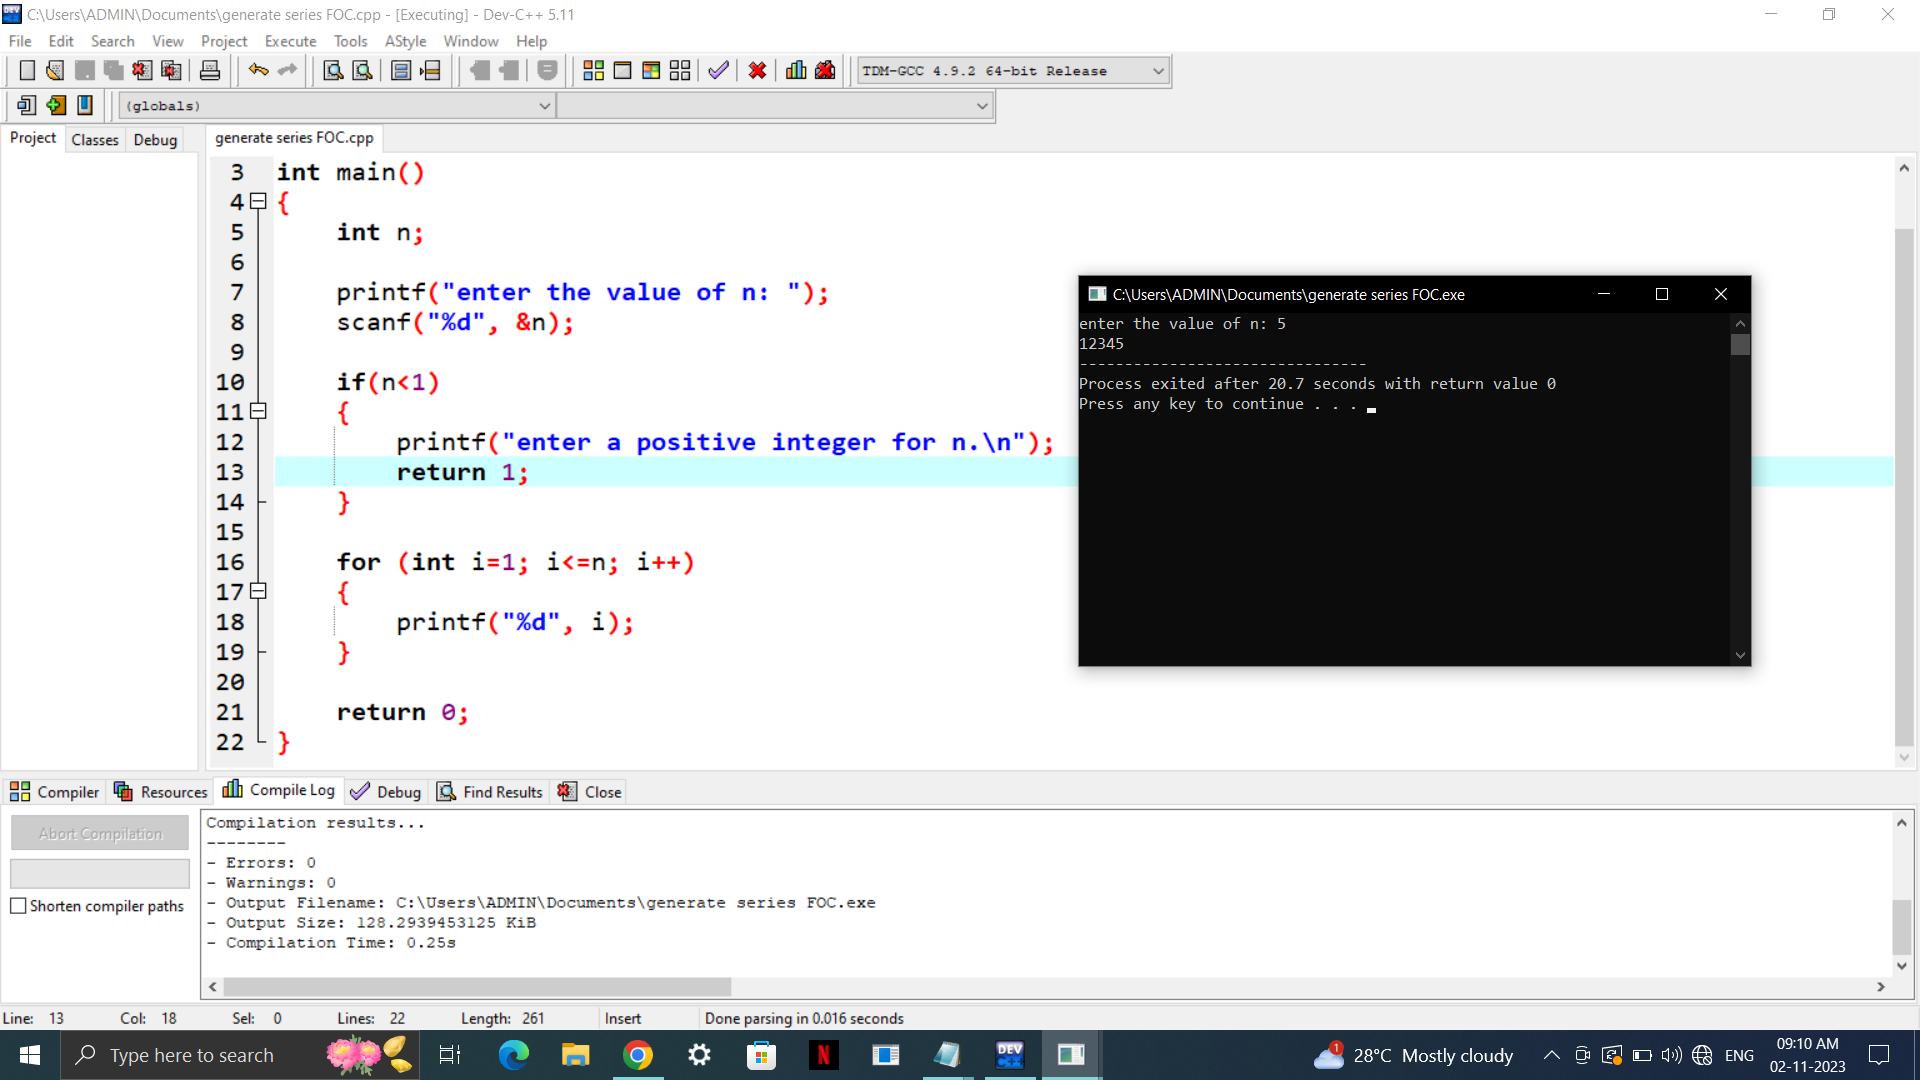 C:\Users\ADMIN\Documents\generate series FOC.cpp - [Executing] - Dev-C++ 5.11
File Edit Search View Project Execute Tools AStyle Window Help
TDM-GCC 4.9.2 64-bit Release
(globals)
Project Classes Debug
generate series FOC.cpp
3 int main()
4 {
5 int n;
6
7 printf("enter the value of n: ");
8 scanf("%d", &n);
9
10 if(n<1)
11 {
12 printf("enter a positive integer for n.\n");
13 return 1;
14 }
15
16 for (int i=1; i<=n; i++)
17 {
18 printf("%d", i);
19 }
20
21 return 0;
22 }
C:\Users\ADMIN\Documents\generate series FOC.exe
enter the value of n: 5
12345
--------------------------------
Process exited after 20.7 seconds with return value 0
Press any key to continue . . .
Compiler Resources Compile Log Debug Find Results Close
Abort Compilation
Shorten compiler paths
Compilation results...
--------
- Errors: 0
- Warnings: 0
- Output Filename: C:\Users\ADMIN\Documents\generate series FOC.exe
- Output Size: 128.2939453125 KiB
- Compilation Time: 0.25s
Line: 13 Col: 18 Sel: 0 Lines: 22 Length: 261 Insert Done parsing in 0.016 seconds
Type here to search
DEV
N
1
28°C Mostly cloudy
ENG
09:10 AM
02-11-2023